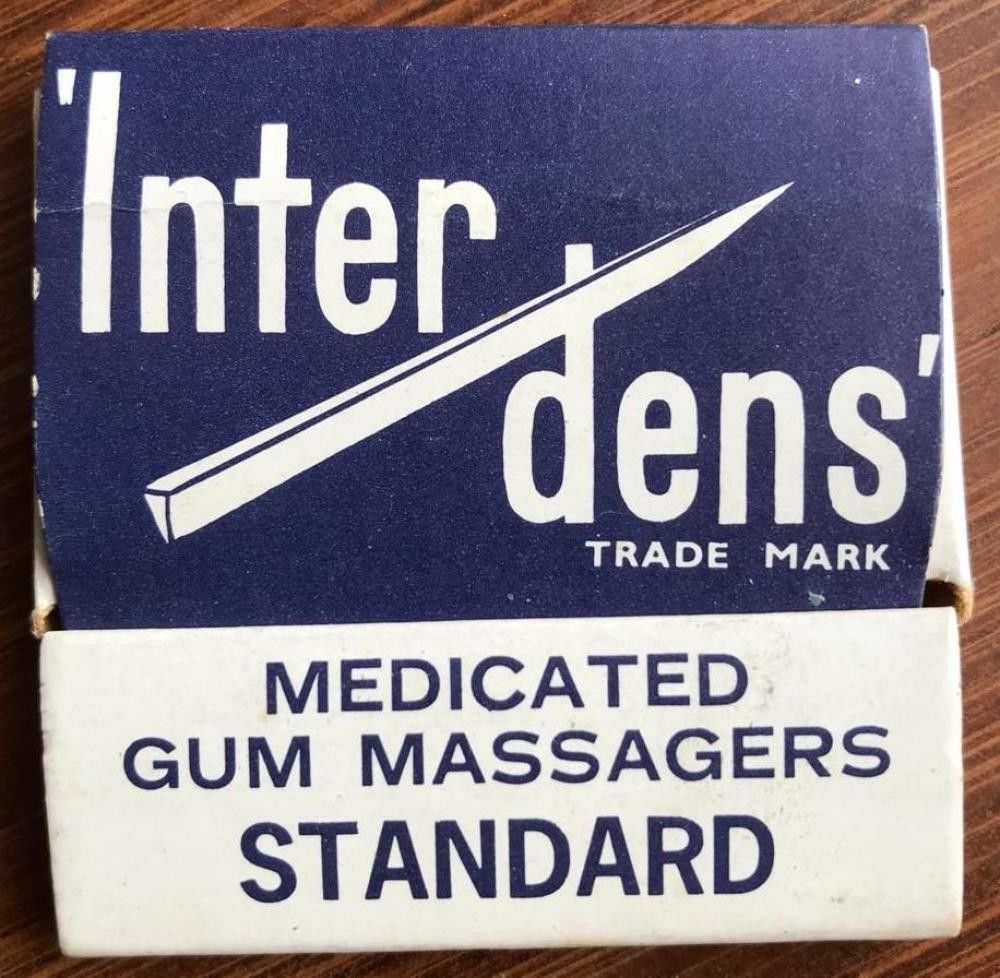 'Inter
dens'
TRADE MARK
MEDICATED
GUM MASSAGERS
STANDARD